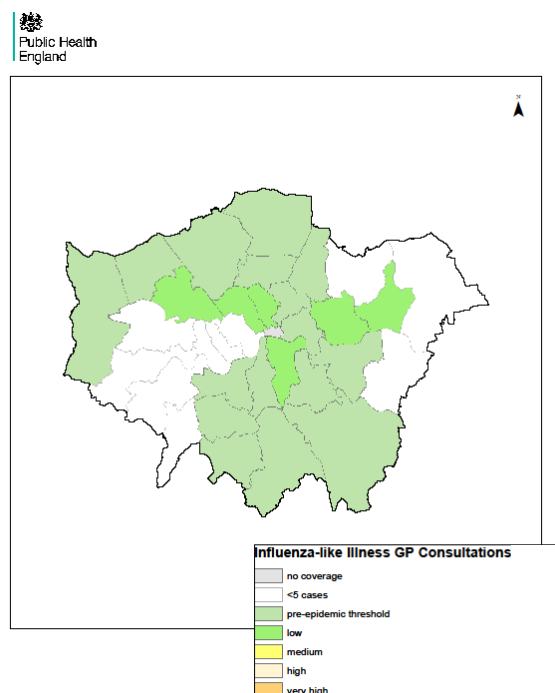 Public Health
England
N
Influenza-like Illness GP Consultations
no coverage
<5 cases
pre-epidemic threshold
low
medium
high
very high